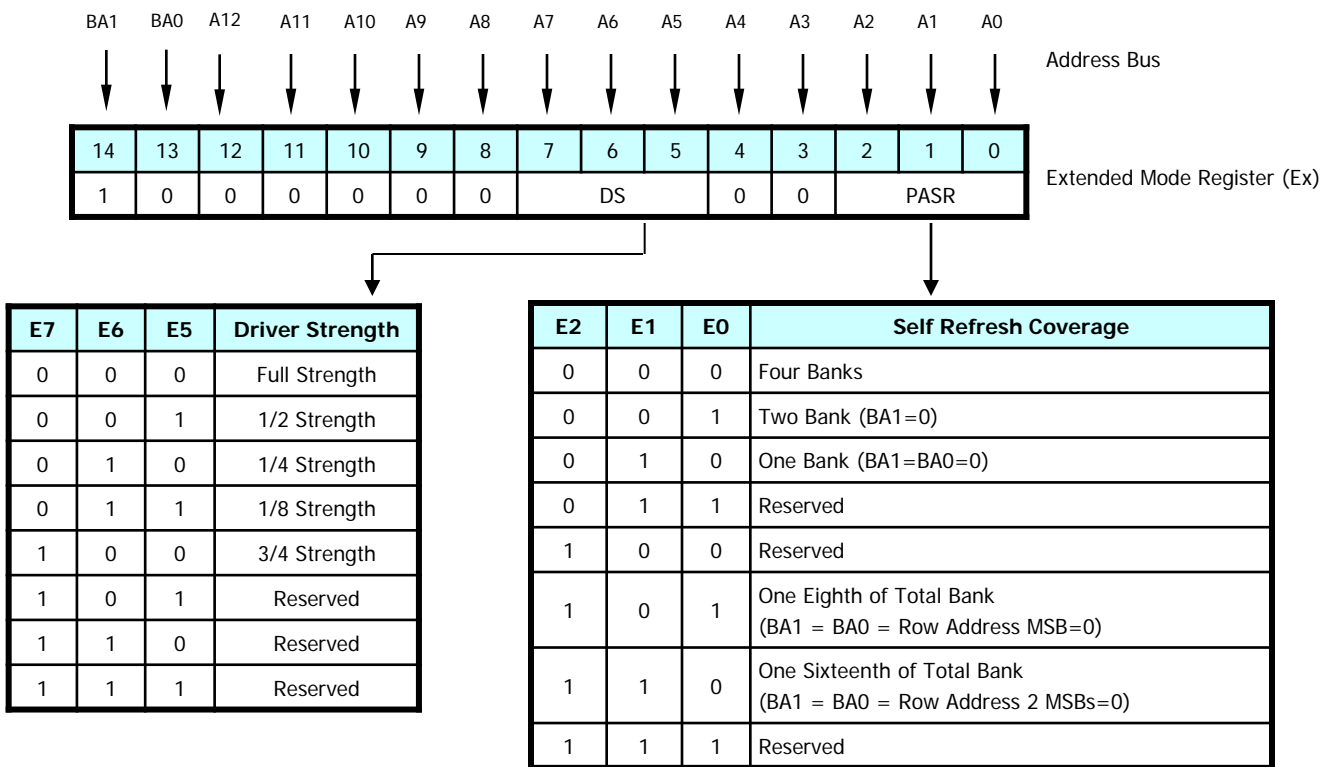 BA1 BA0 A12 A11 A10 A9 A8 A7 A6 A5 A4 A3 A2 A1 A0
Address Bus
14 13 12 11 10 9 8 7 6 5 4 3 2 1 0
1 0 0 0 0 0 0 DS 0 0 PASR
Extended Mode Register (Ex)
E7 E6 E5 Driver Strength
0 0 0 Full Strength
0 0 1 1/2 Strength
0 1 0 1/4 Strength
0 1 1 1/8 Strength
1 0 0 3/4 Strength
1 0 1 Reserved
1 1 0 Reserved
1 1 1 Reserved
E2 E1 E0 Self Refresh Coverage
0 0 0 Four Banks
0 0 1 Two Bank (BA1=0)
0 1 0 One Bank (BA1=BA0=0)
0 1 1 Reserved
1 0 0 Reserved
1 0 1 One Eighth of Total Bank
(BA1 = BA0 = Row Address MSB=0)
1 1 0 One Sixteenth of Total Bank
(BA1 = BA0 = Row Address 2 MSBs=0)
1 1 1 Reserved